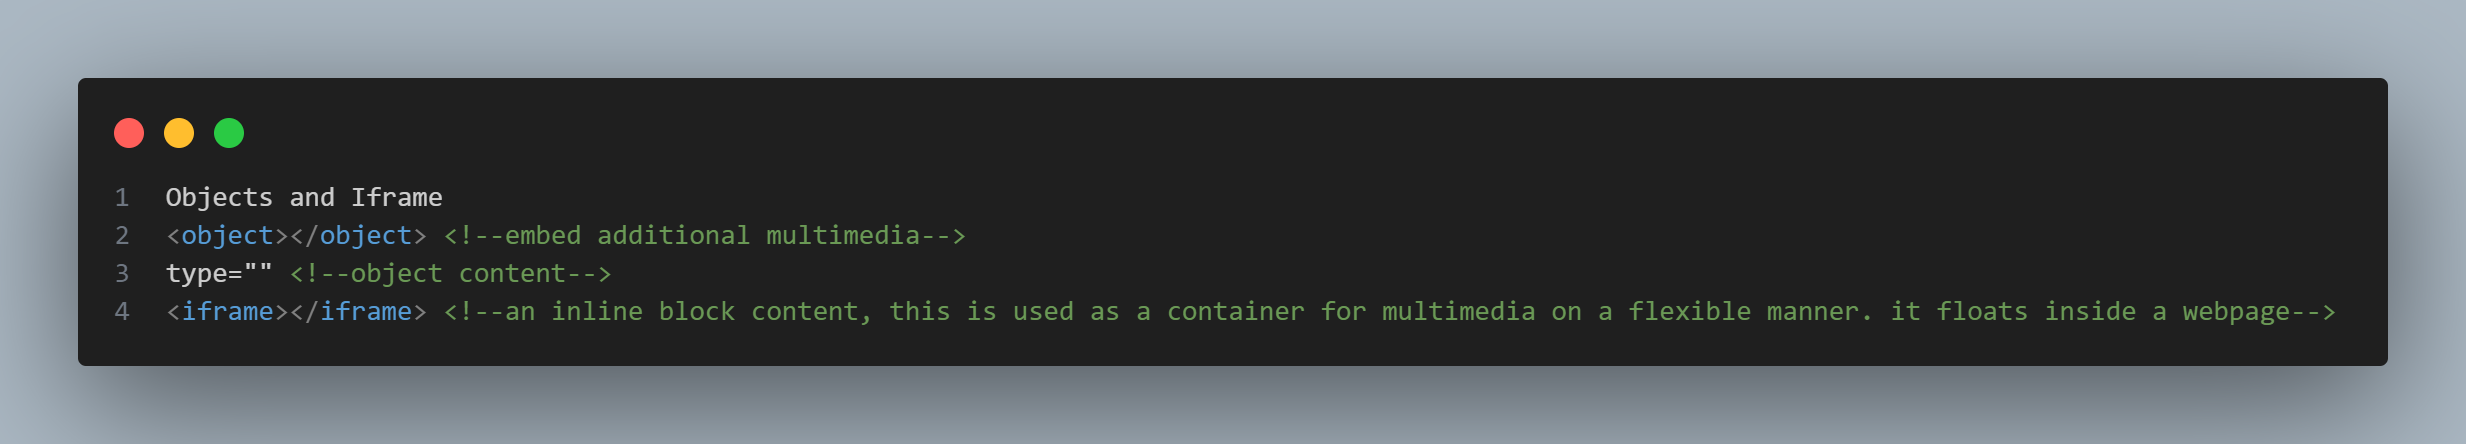 1 Objects and Iframe
2 <object></object> <!--embed additional multimedia-->
3 type="" <!--object content-->
4 <iframe></iframe> <!--an inline block content, this is used as a container for multimedia on a flexible manner. it floats inside a webpage-->